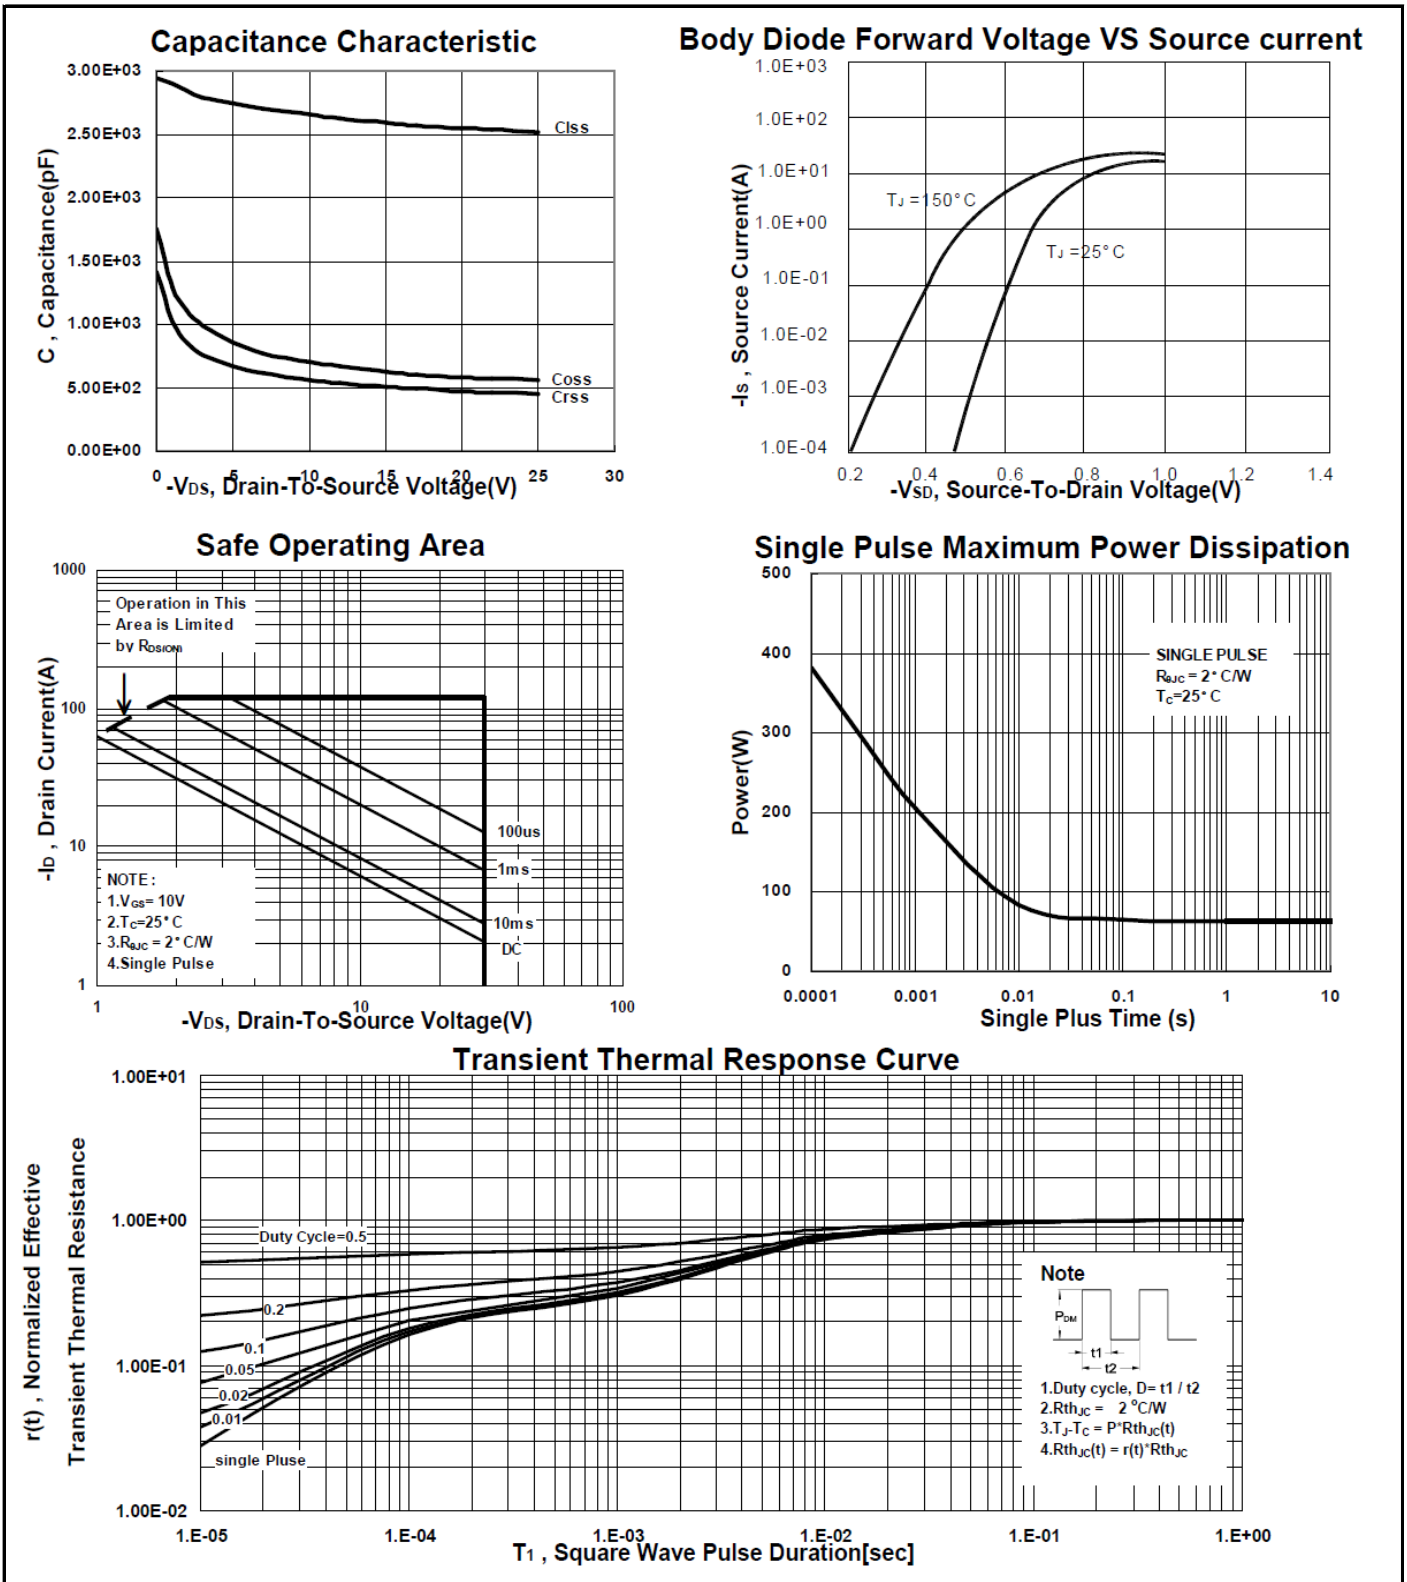 Capacitance Characteristic
3.00E+03
2.50E+03
2.00E+03
1.50E+03
1.00E+03
5.00E+02
0.00E+00
C , Capacitance(pF)
CIss
Coss
Crss
0 5 10 15 20 25 30
-VDS, Drain-To-Source Voltage(V)
Body Diode Forward Voltage VS Source current
1.0E+03
1.0E+02
1.0E+01
1.0E+00
1.0E-01
1.0E-02
1.0E-03
1.0E-04
-IS , Source Current(A)
TJ =150°C
TJ =25°C
0.2 0.4 0.6 0.8 1.0 1.2 1.4
-VSD, Source-To-Drain Voltage(V)
Safe Operating Area
1000
100
10
1
-ID , Drain Current(A)
Operation in This
Area is Limited
by RDS(ON)
100us
1ms
10ms
DC
NOTE :
1.VGS= 10V
2.TC=25°C
3.RθJC = 2°C/W
4.Single Pulse
1 10 100
-VDS, Drain-To-Source Voltage(V)
Single Pulse Maximum Power Dissipation
500
400
300
200
100
0
Power(W)
SINGLE PULSE
RθJC = 2°C/W
TC=25°C
0.0001 0.001 0.01 0.1 1 10
Single Plus Time (s)
Transient Thermal Response Curve
1.00E+01
1.00E+00
1.00E-01
1.00E-02
r(t) , Normalized Effective
Transient Thermal Resistance
Duty Cycle=0.5
0.2
0.1
0.05
0.02
0.01
single Pluse
Note
PDM
t1
t2
1.Duty cycle, D= t1 / t2
2.RthJC = 2 °C/W
3.TJ-TC = P*RthJC(t)
4.RthJC(t) = r(t)*RthJC
1.E-05 1.E-04 1.E-03 1.E-02 1.E-01 1.E+00
T1 , Square Wave Pulse Duration[sec]